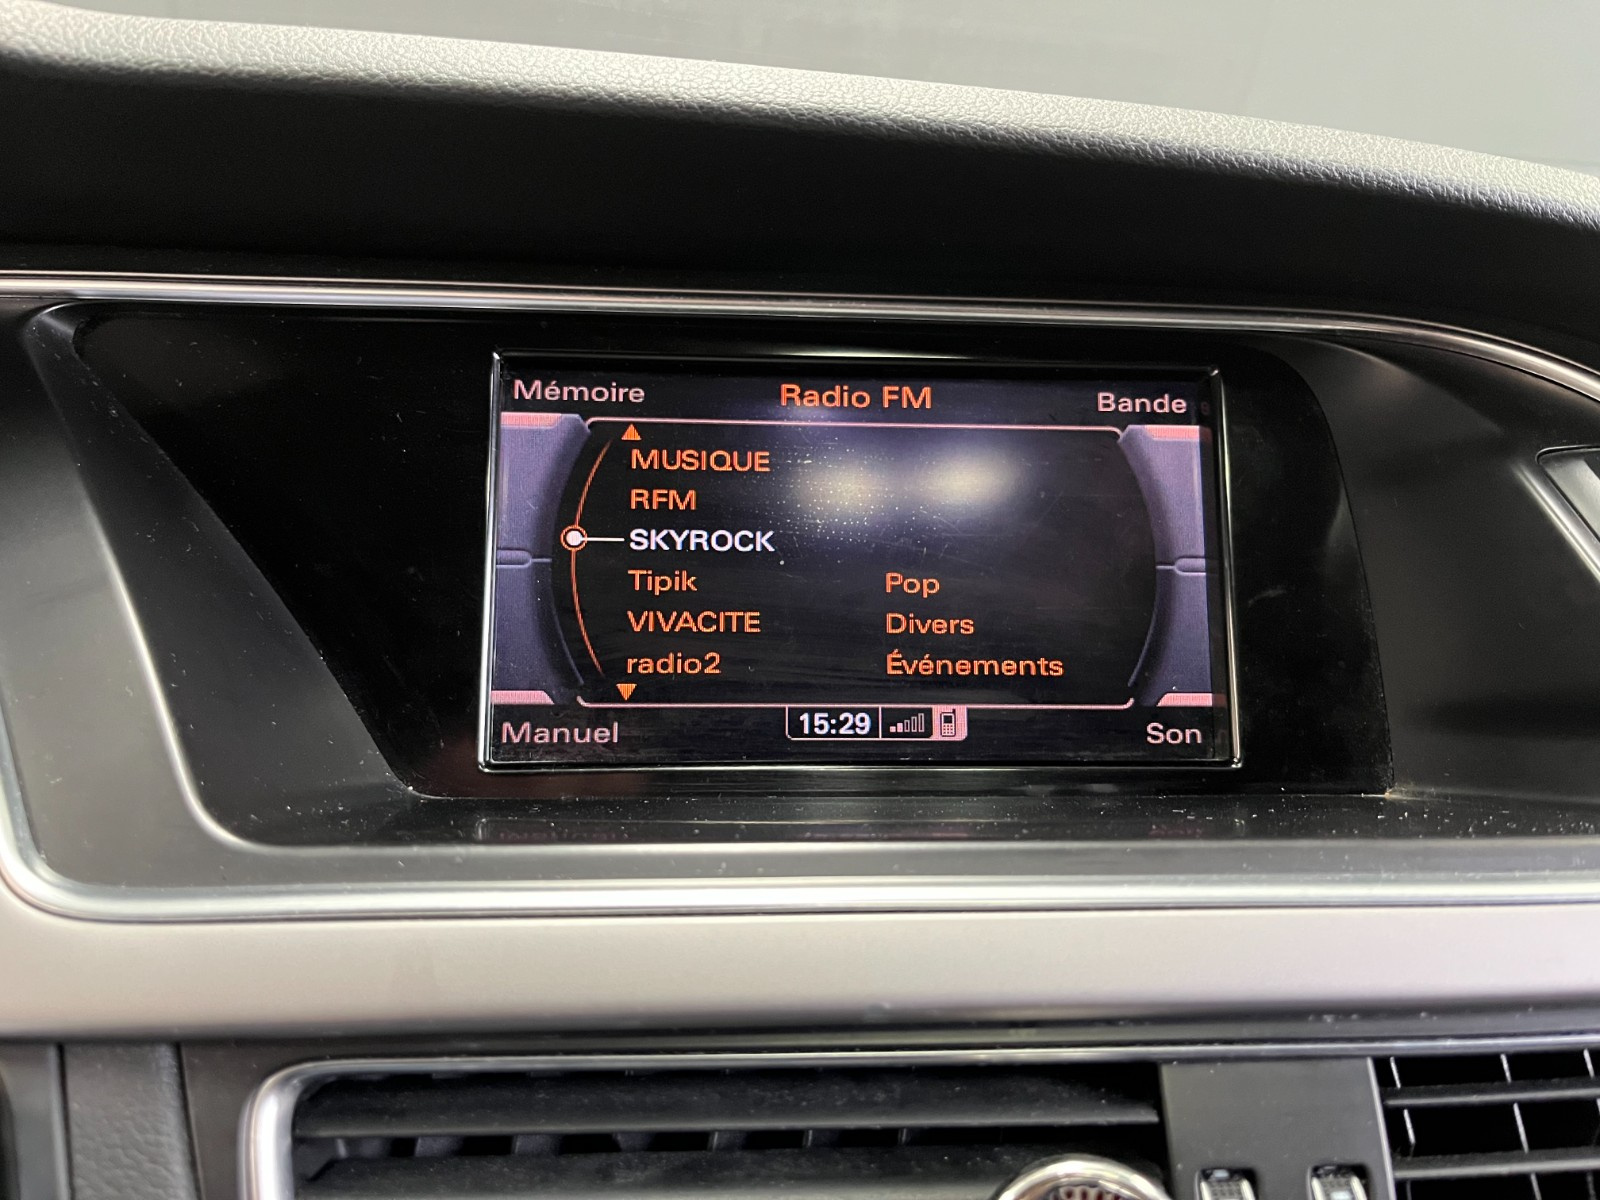 Mémoire Radio FM Bande
MUSIQUE
RFM
SKYROCK
Tipik Pop
VIVACITE Divers
radio2 Événements
Manuel 15:29 Son